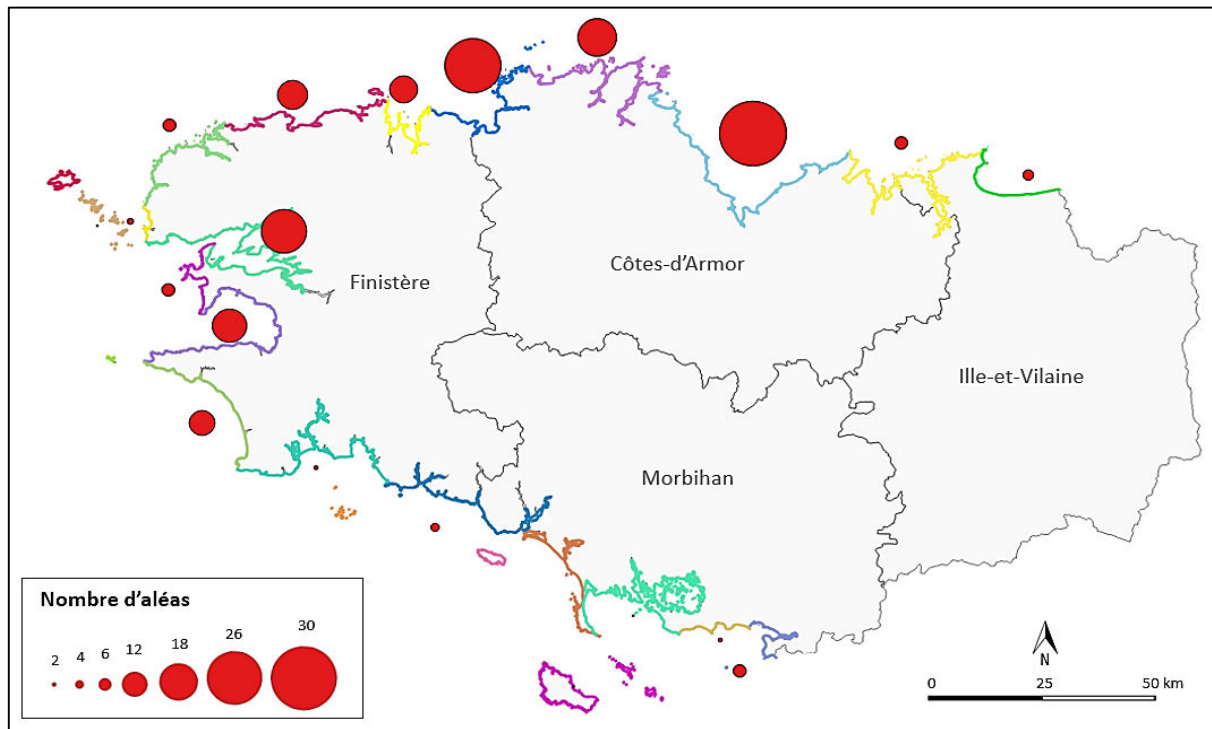 Côtes-d'Armor
Finistère
Ille-et-Vilaine
Morbihan
Nombre d'aléas
2 4 6 12 18 26 30
N
0 25 50 km